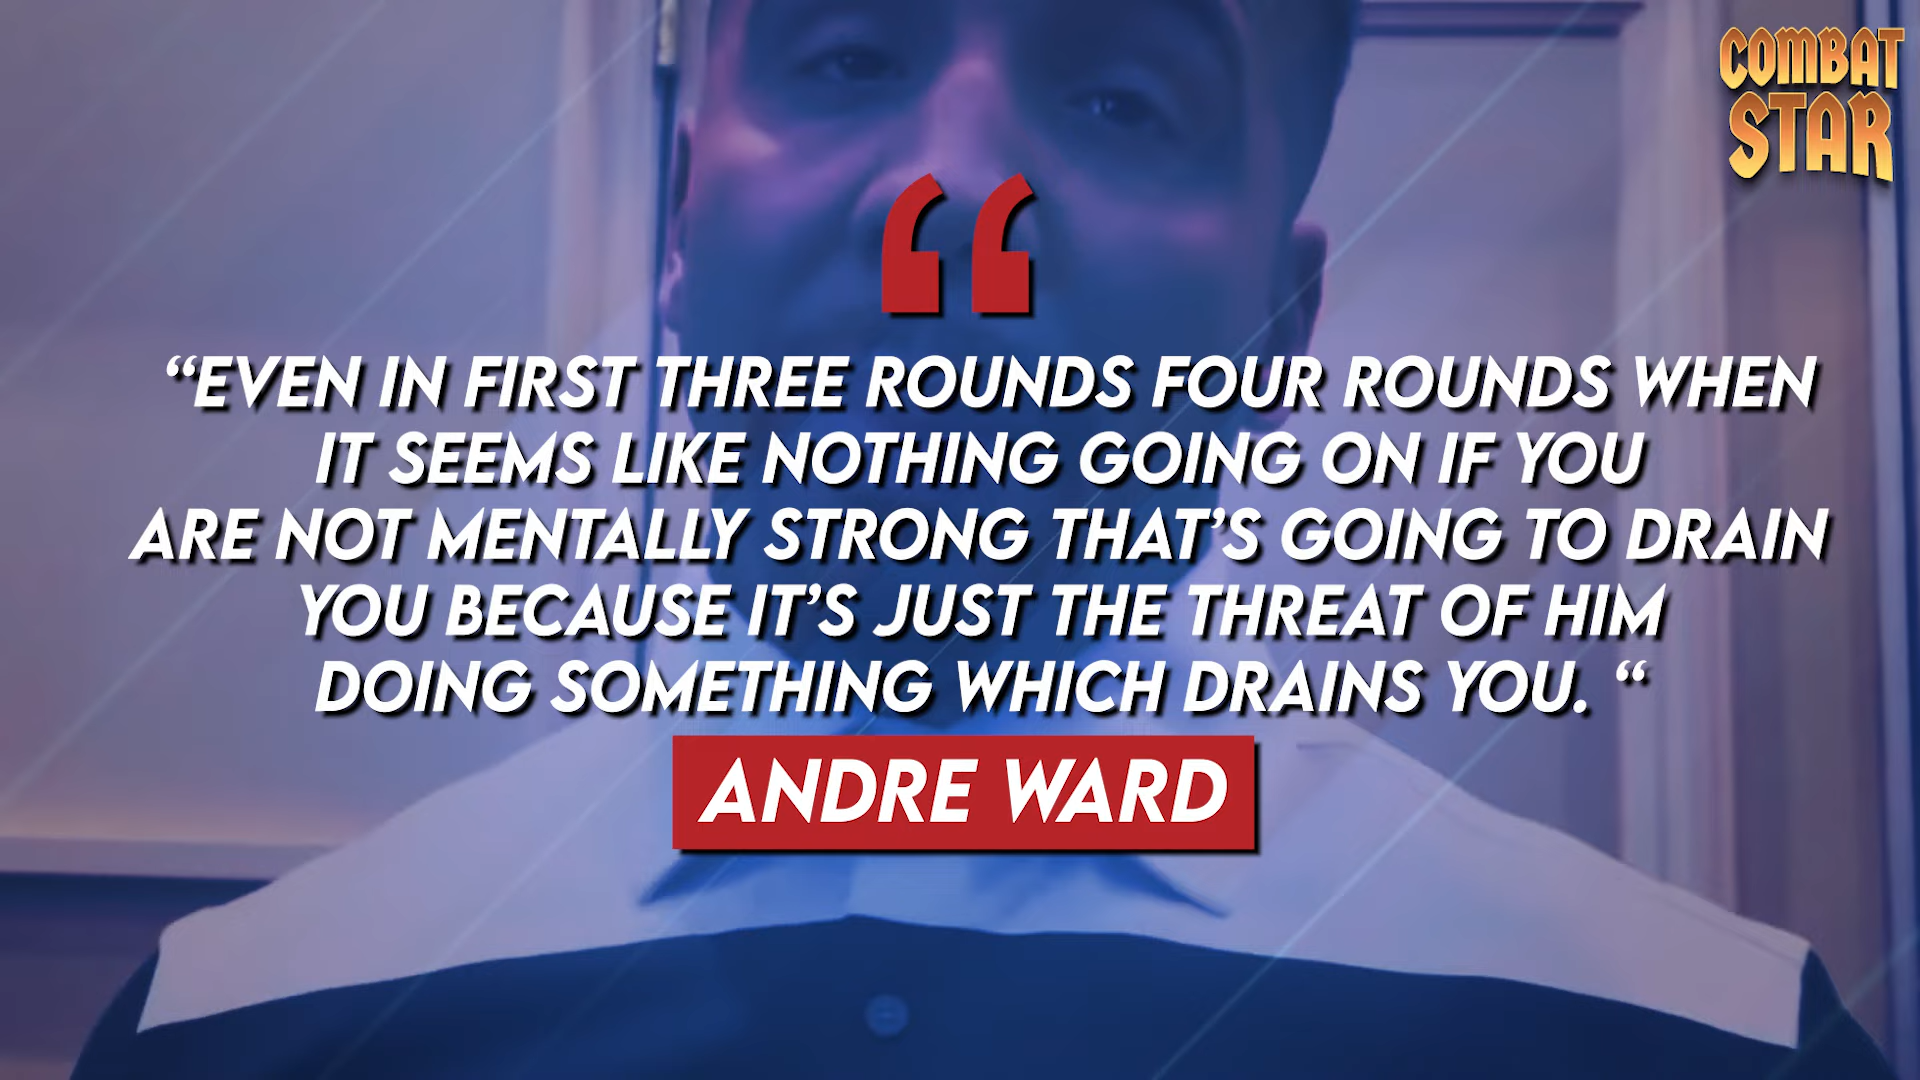 COMBAT
STAR
“EVEN IN FIRST THREE ROUNDS FOUR ROUNDS WHEN
IT SEEMS LIKE NOTHING GOING ON IF YOU
ARE NOT MENTALLY STRONG THAT’S GOING TO DRAIN
YOU BECAUSE IT’S JUST THE THREAT OF HIM
DOING SOMETHING WHICH DRAINS YOU. “
ANDRE WARD